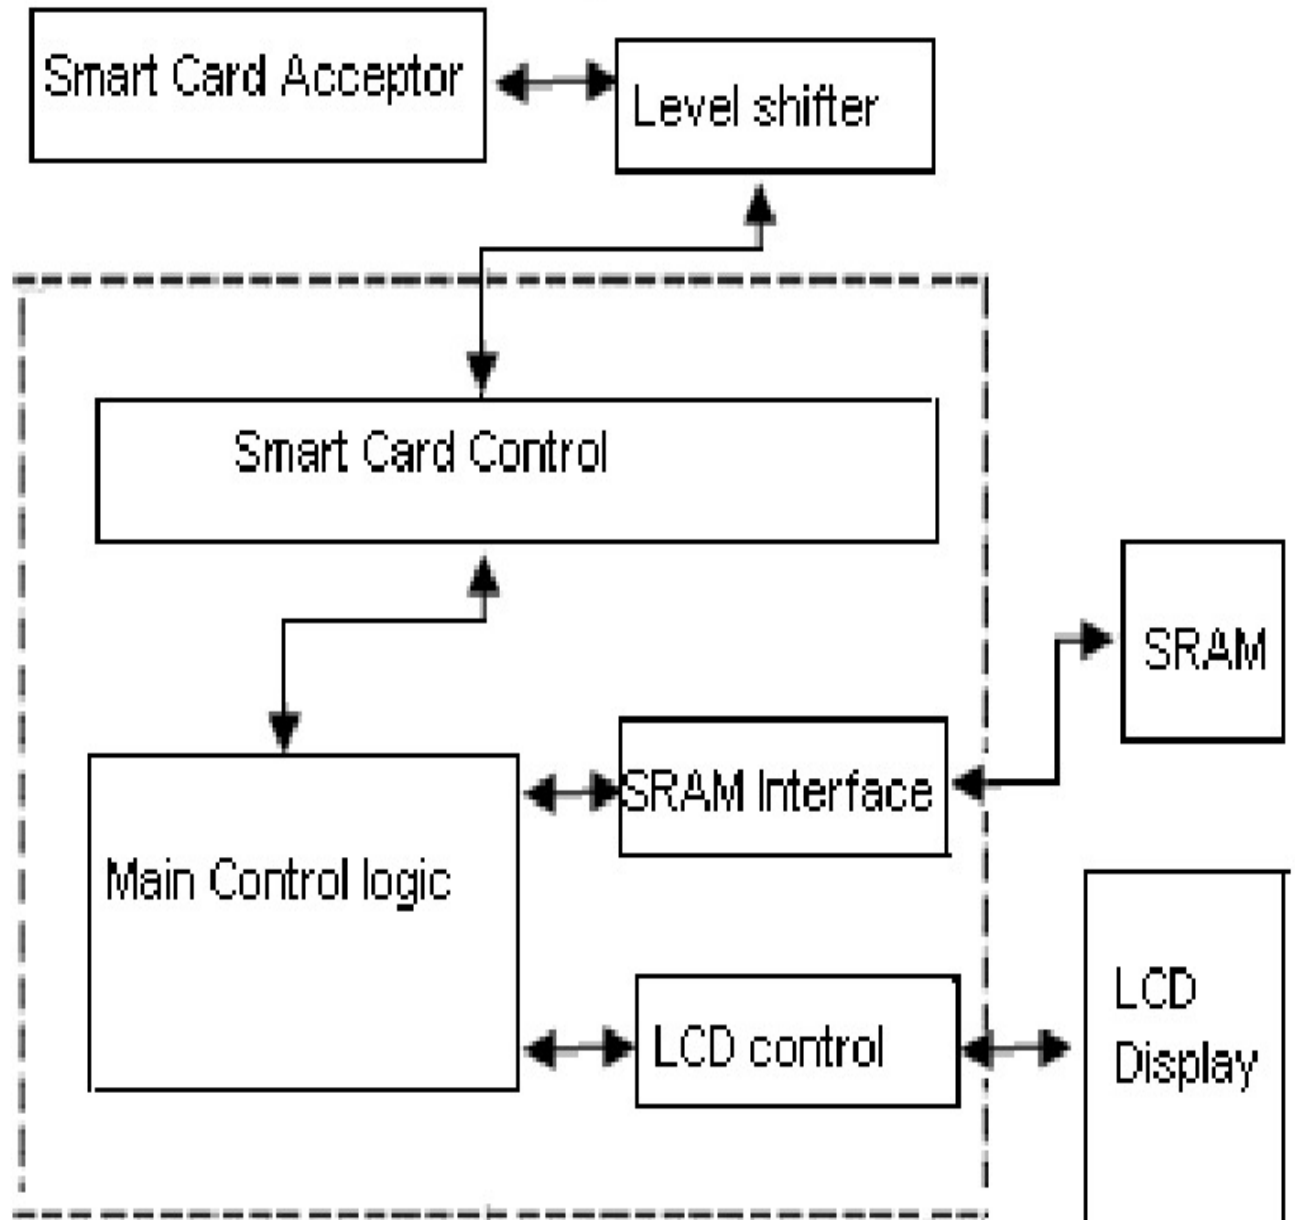 Smart Card Acceptor
Level shifter
Smart Card Control
SRAM
SRAM Interface
Main Control logic
LCD control
LCD
Display